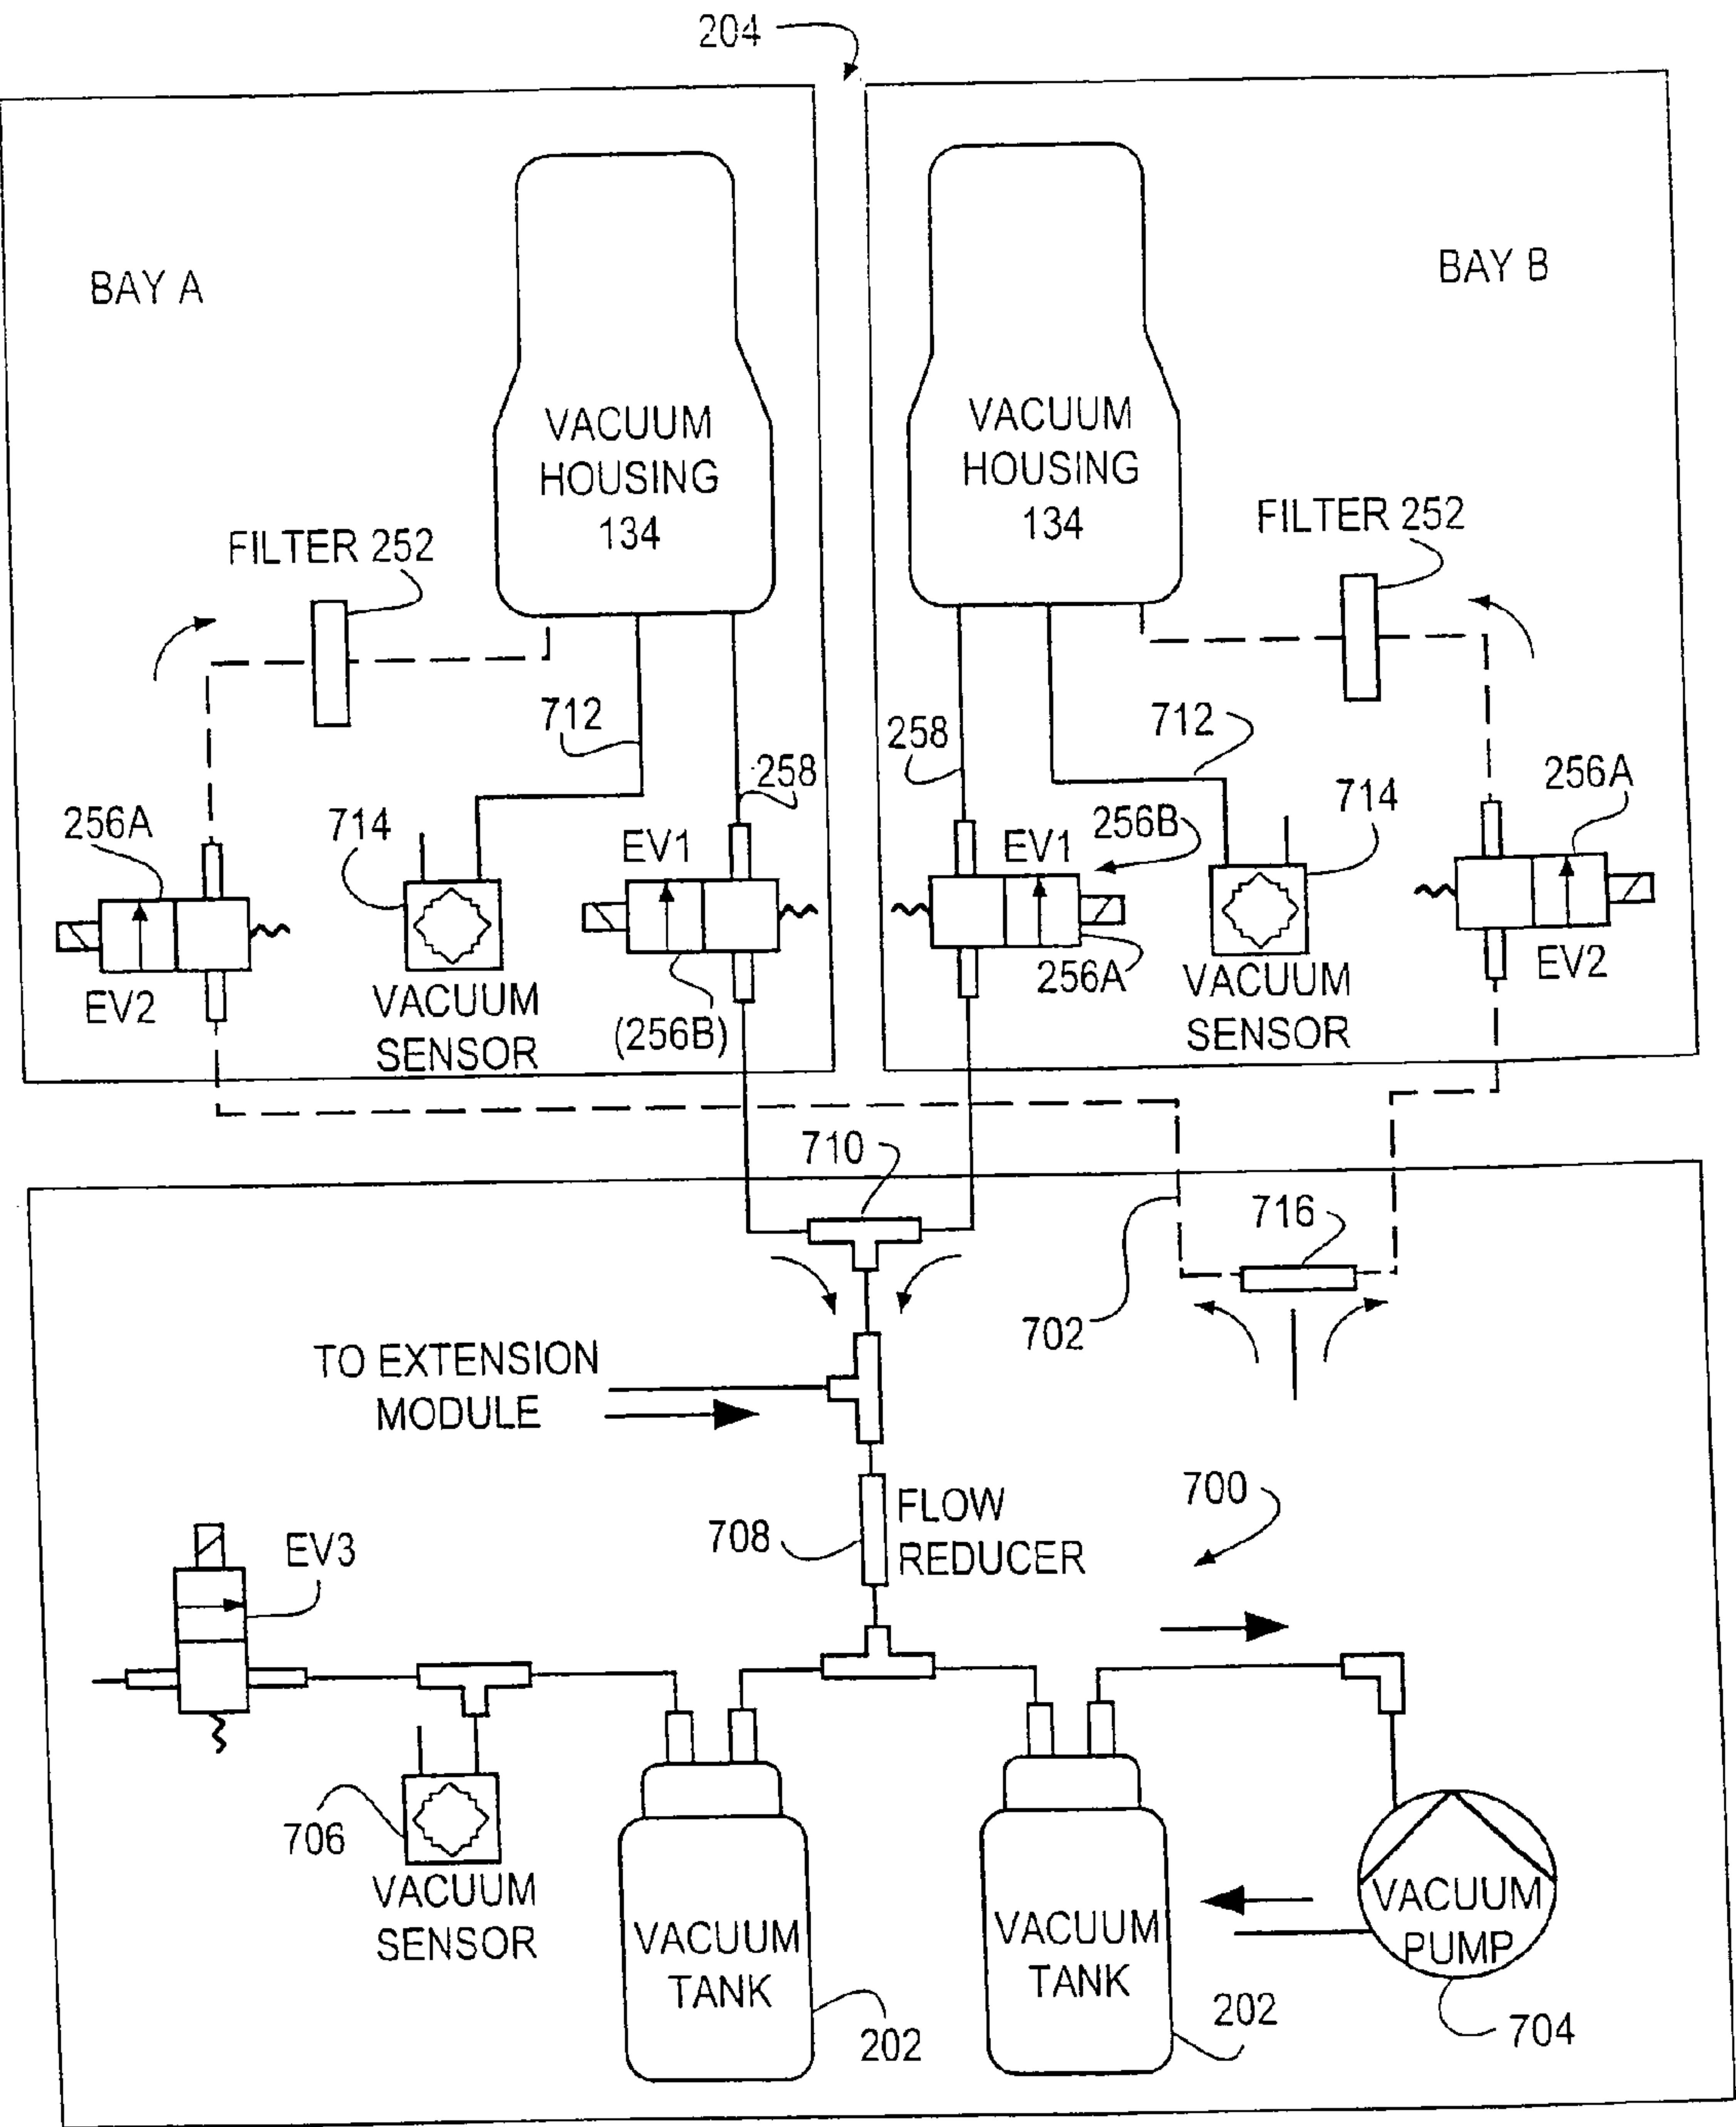 204
BAY A
BAY B
VACUUM
HOUSING
134
VACUUM
HOUSING
134
FILTER 252
FILTER 252
712
258
258
712
256A
714
EV1
EV1
256B
714
256A
EV2
VACUUM
SENSOR
(256B)
256A
VACUUM
SENSOR
EV2
710
716
702
TO EXTENSION
MODULE
700
FLOW
REDUCER
708
EV3
706
VACUUM
SENSOR
VACUUM
TANK
202
VACUUM
TANK
202
VACUUM
PUMP
704